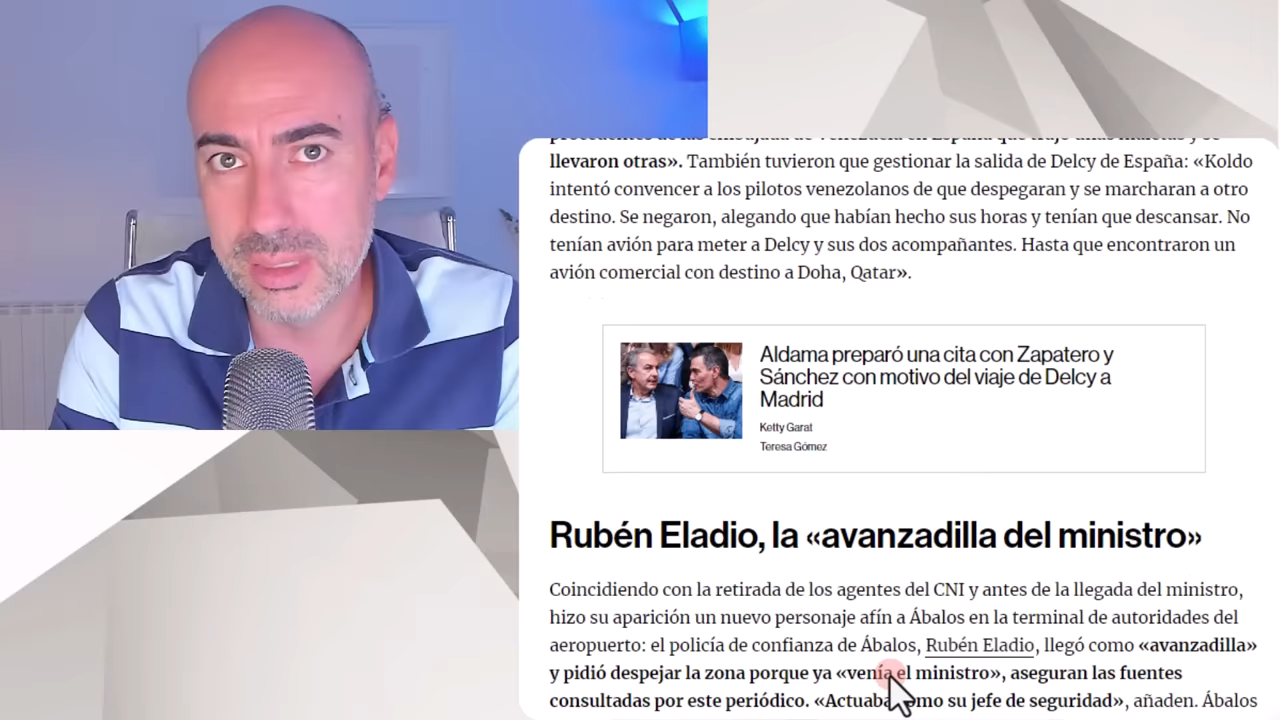 llevaron otras». También tuvieron que gestionar la salida de Delcy de España: «Koldo
intentó convencer a los pilotos venezolanos de que despegaran y se marcharan a otro
destino. Se negaron, alegando que habían hecho sus horas y tenían que descansar. No
tenían avión para meter a Delcy y sus dos acompañantes. Hasta que encontraron un
avión comercial con destino a Doha, Qatar».
Aldama preparó una cita con Zapatero y
Sánchez con motivo del viaje de Delcy a
Madrid
Ketty Garat
Teresa Gómez
Rubén Eladio, la «avanzadilla del ministro»
Coincidiendo con la retirada de los agentes del CNI y antes de la llegada del ministro,
hizo su aparición un nuevo personaje afín a Ábalos en la terminal de autoridades del
aeropuerto: el policía de confianza de Ábalos, Rubén Eladio, llegó como «avanzadilla»
y pidió despejar la zona porque ya «venía el ministro», aseguran las fuentes
consultadas por este periódico. «Actuaba como su jefe de seguridad», añaden. Ábalos